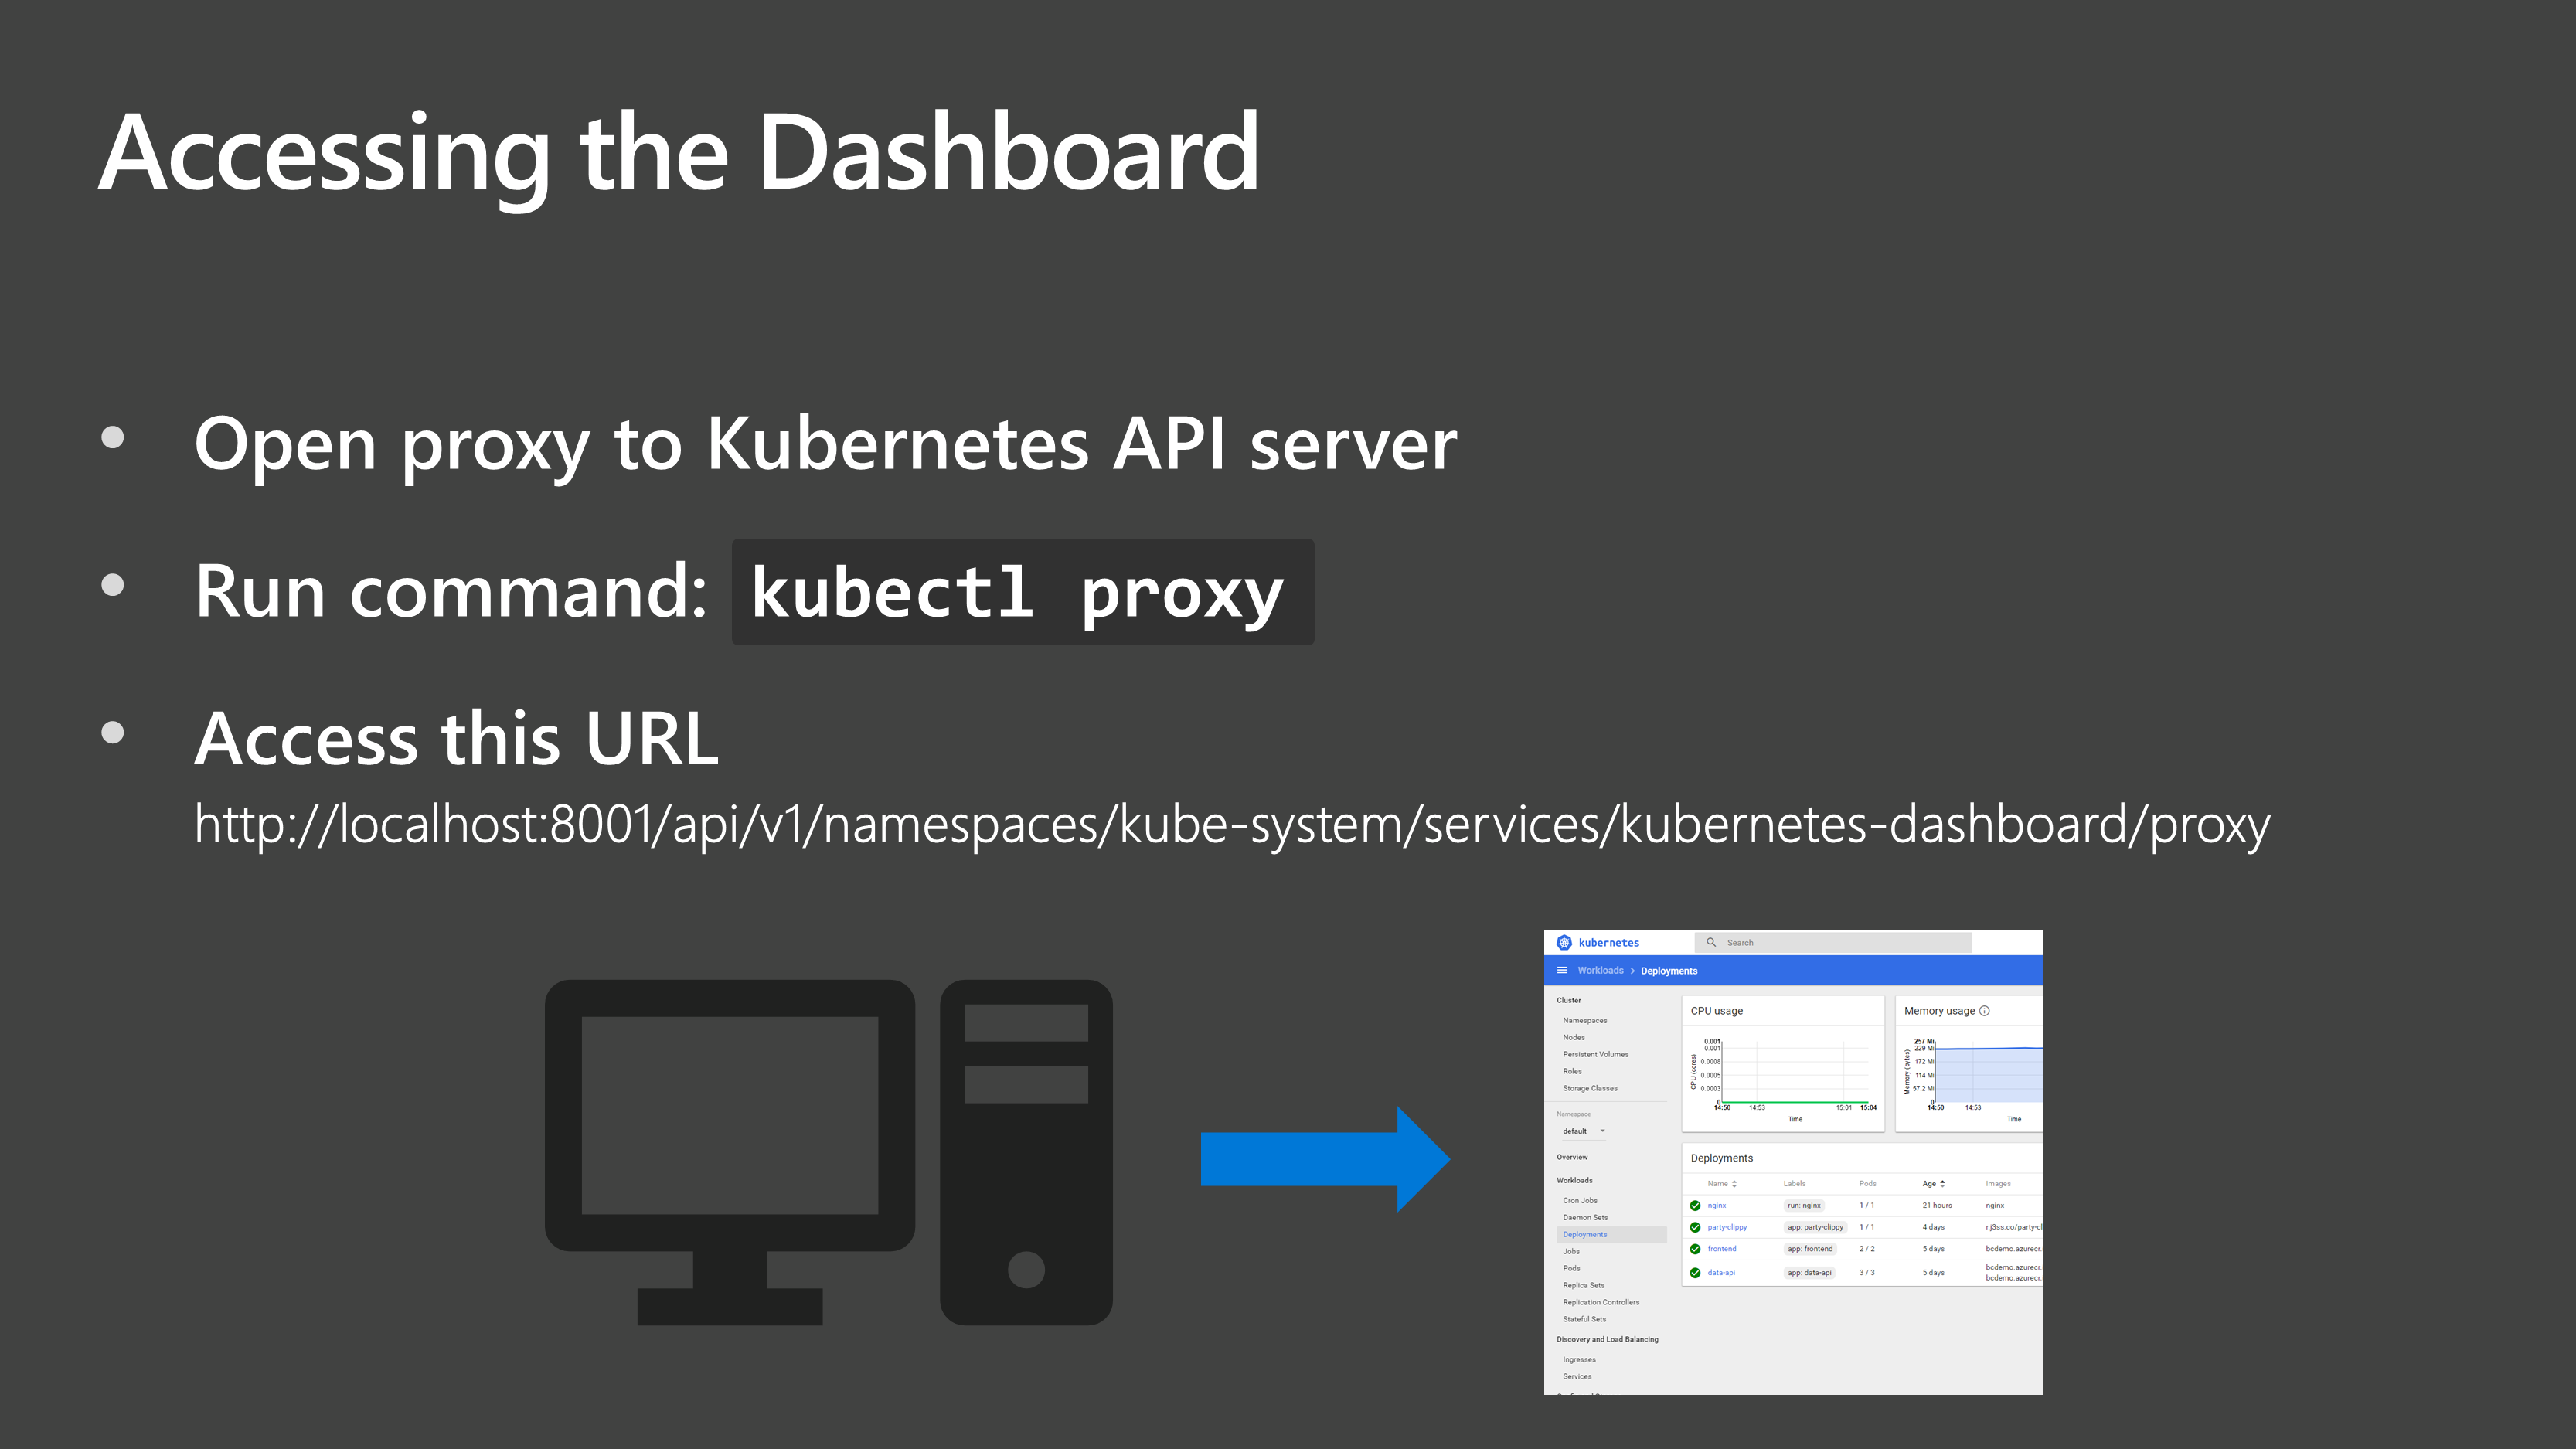 Accessing the Dashboard
Open proxy to Kubernetes API server
Run command: kubectl proxy
Access this URL
http://localhost:8001/api/v1/namespaces/kube-system/services/kubernetes-dashboard/proxy
kubernetes
Search
Workloads > Deployments
Cluster
Namespaces
Nodes
Persistent Volumes
Roles
Storage Classes
Namespace
default
Overview
Workloads
Cron Jobs
Daemon Sets
Deployments
Jobs
Pods
Replica Sets
Replication Controllers
Stateful Sets
Discovery and Load Balancing
Ingresses
Services
CPU usage
CPU (cores)
0.001
0.001
0.0008
0.0005
0.0003
0
14:50 14:53 15:01 15:04
Time
Memory usage
Memory (bytes)
257 Mi
229 Mi
172 Mi
114 Mi
57.2 Mi
0
14:50 14:53
Time
Deployments
Name Labels Pods Age Images
nginx run: nginx 1 / 1 21 hours nginx
party-clippy app: party-clippy 1 / 1 4 days r.j3ss.co/party-cl
frontend app: frontend 2 / 2 5 days bcdemo.azurecr.i
data-api app: data-api 3 / 3 5 days bcdemo.azurecr.i
bcdemo.azurecr.i